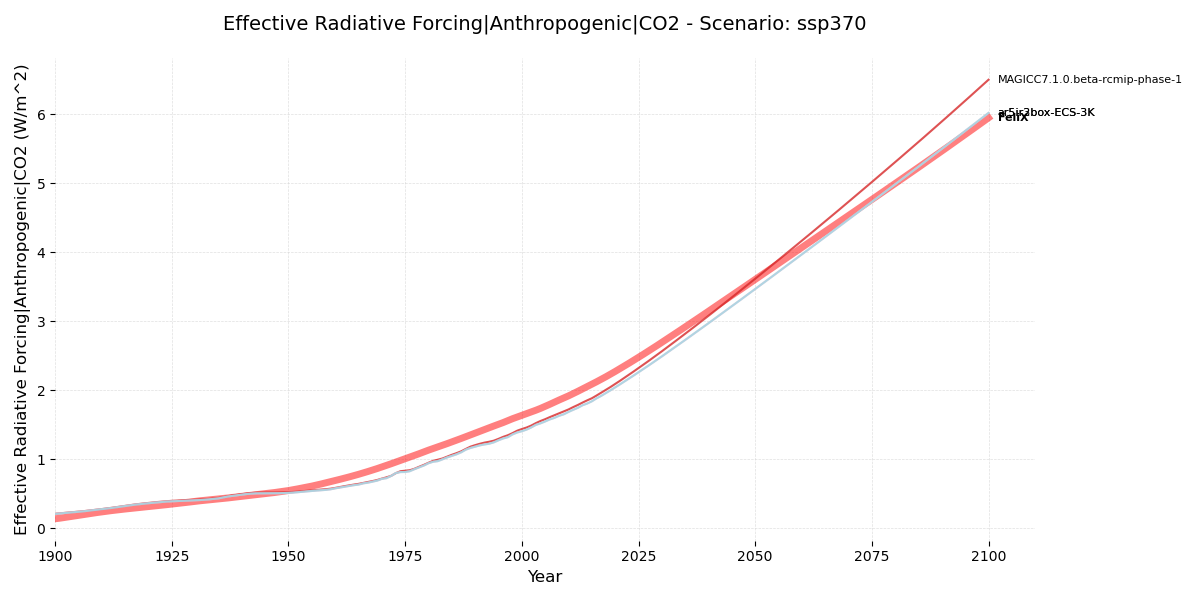 Effective Radiative Forcing|Anthropogenic|CO2 - Scenario: ssp370
Effective Radiative Forcing|Anthropogenic|CO2 (W/m^2)
6
5
4
3
2
1
0
1900
1925
1950
1975
2000
2025
2050
2075
2100
Year
MAGICC7.1.0.beta-rcmip-phase-1
ar5ir2box-ECS-3K
FeliX